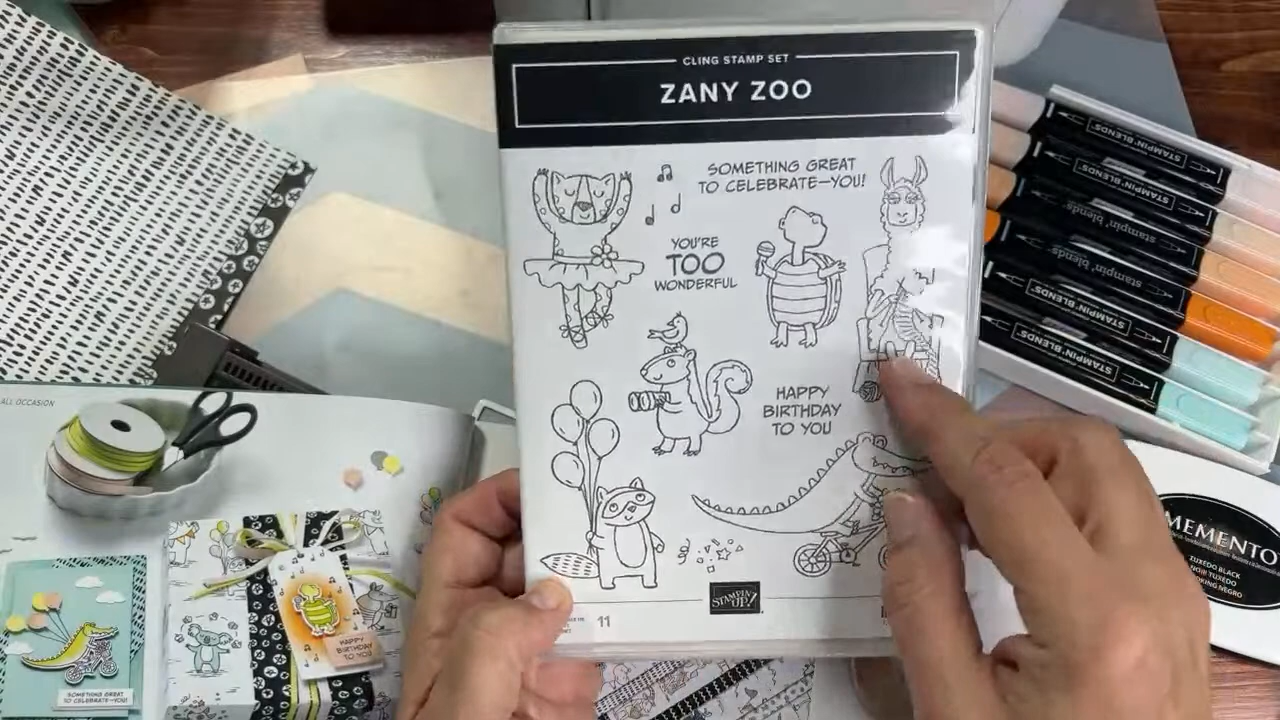 CLING STAMP SET
ZANY ZOO
SOMETHING GREAT
TO CELEBRATE—YOU!
YOU'RE
TOO
WONDERFUL
HAPPY
BIRTHDAY
TO YOU
STAMPIN' UP!
11
STAMPIN' BLENDS
STAMPIN' BLENDS
stampin' blends
stampin' blends
STAMPIN' BLENDS
STAMPIN' BLENDS
MEMENTO
TUXEDO BLACK
NOIR TUXEDO
ALL OCCASION
HAPPY
BIRTHDAY
TO YOU
SOMETHING GREAT
TO CELEBRATE—YOU!